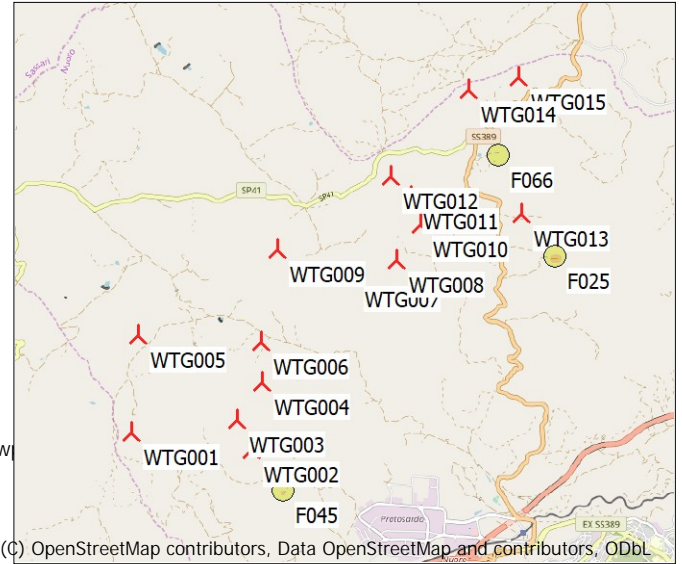 Sassari
Nuoro
WTG015
WTG014
SS389
F066
SP41
SP41
WTG012
WTG011
WTG013
WTG010
WTG009
WTG008
F025
WTG007
WTG005
WTG006
WTG004
WTG003
WTG001
WTG002
F045
Pratosardo
EX SS389
Nuoro
(C) OpenStreetMap contributors, Data OpenStreetMap and contributors, ODbL